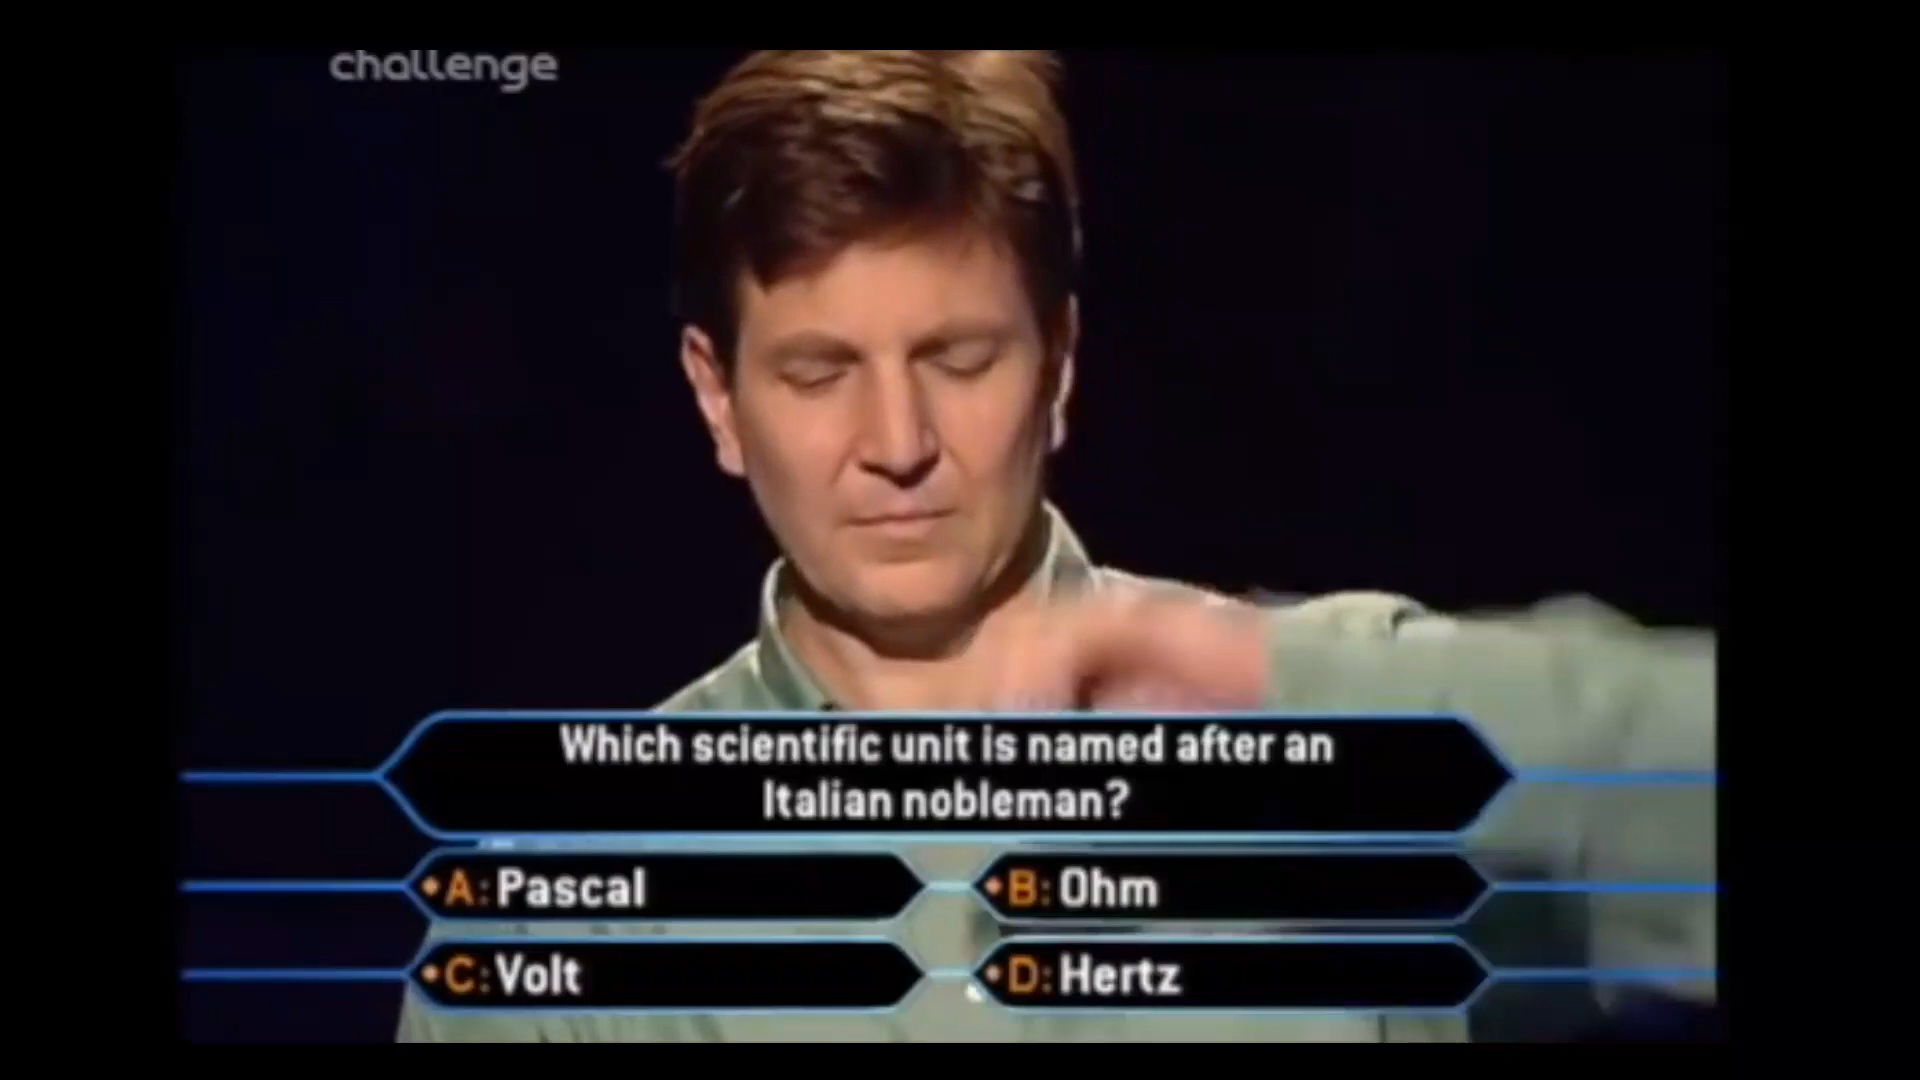 challenge
Which scientific unit is named after an
Italian nobleman?
A: Pascal
B: Ohm
C: Volt
D: Hertz